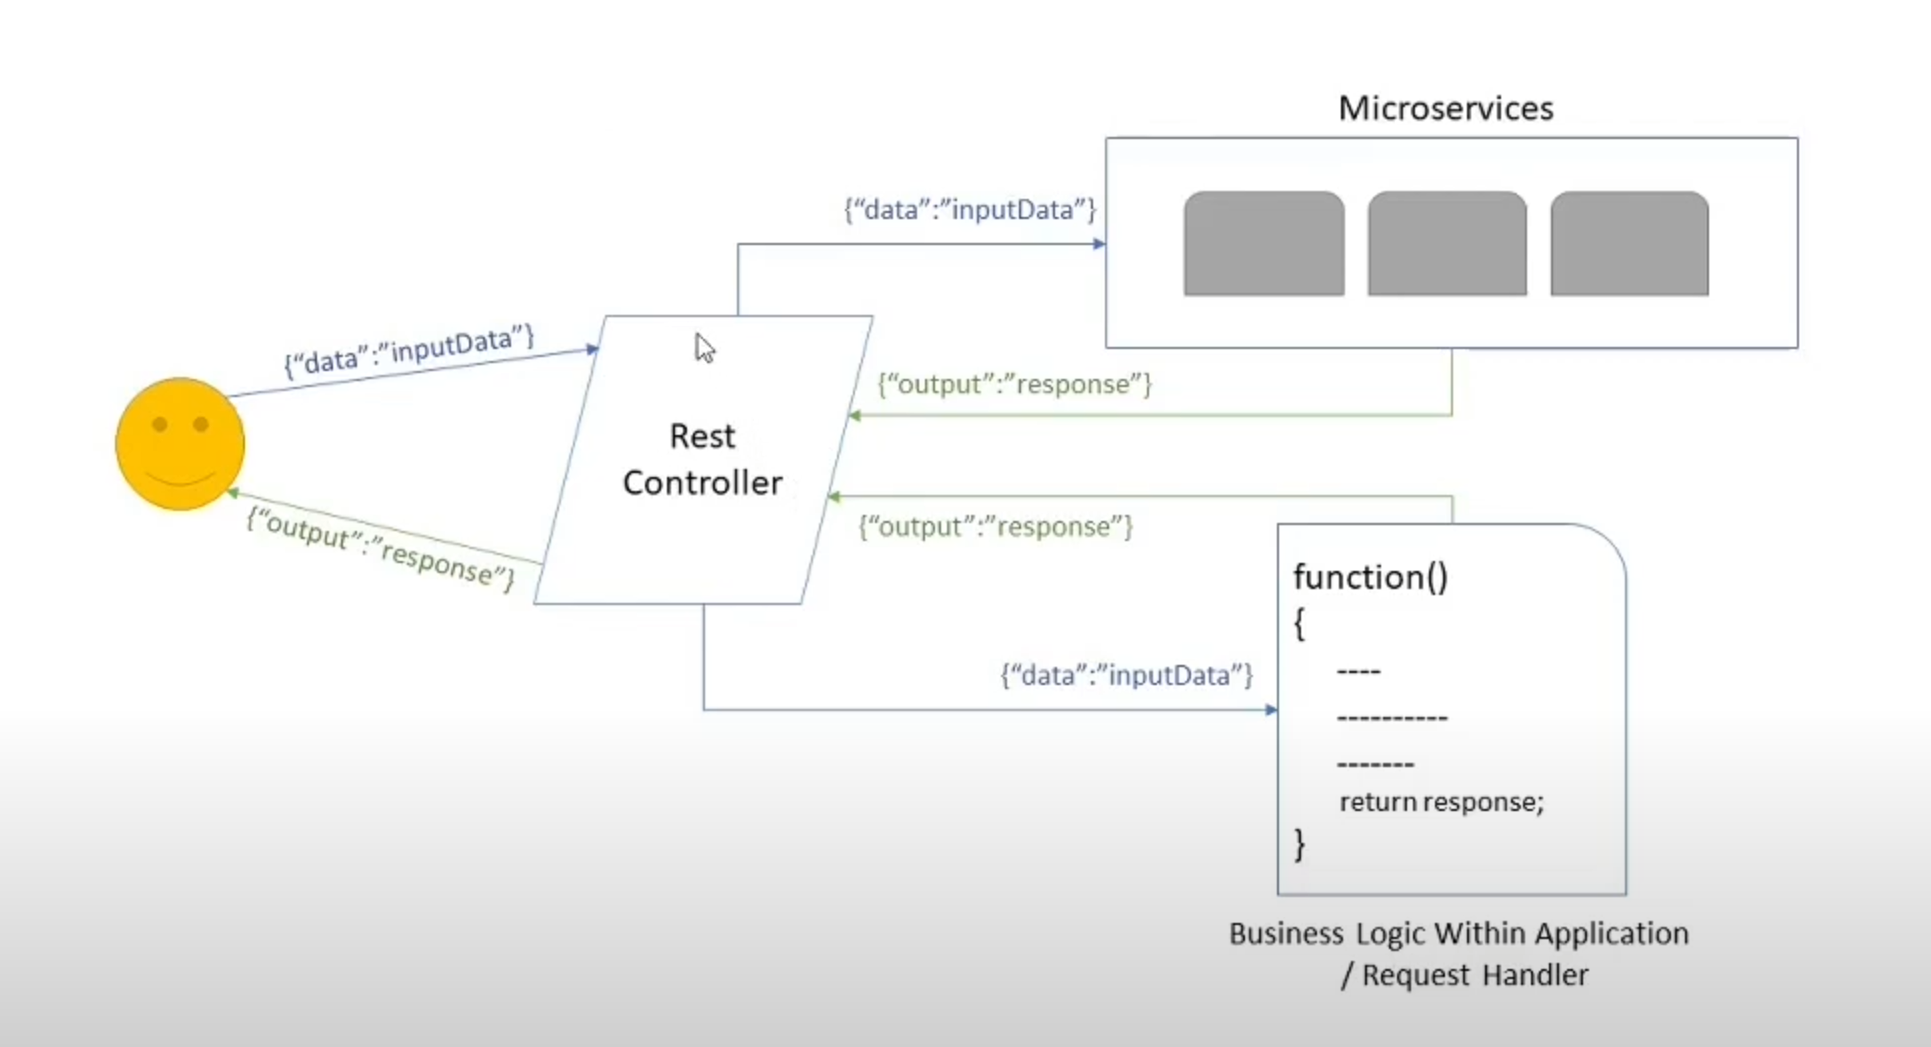 Microservices
{“data”:”inputData”}
{“data”:”inputData”}
{“output”:”response”}
Rest
Controller
{“output”:”response”}
{“output”:”response”}
function()
{
----
{“data”:”inputData”}
----------
-------
return response;
}
Business Logic Within Application
/ Request Handler